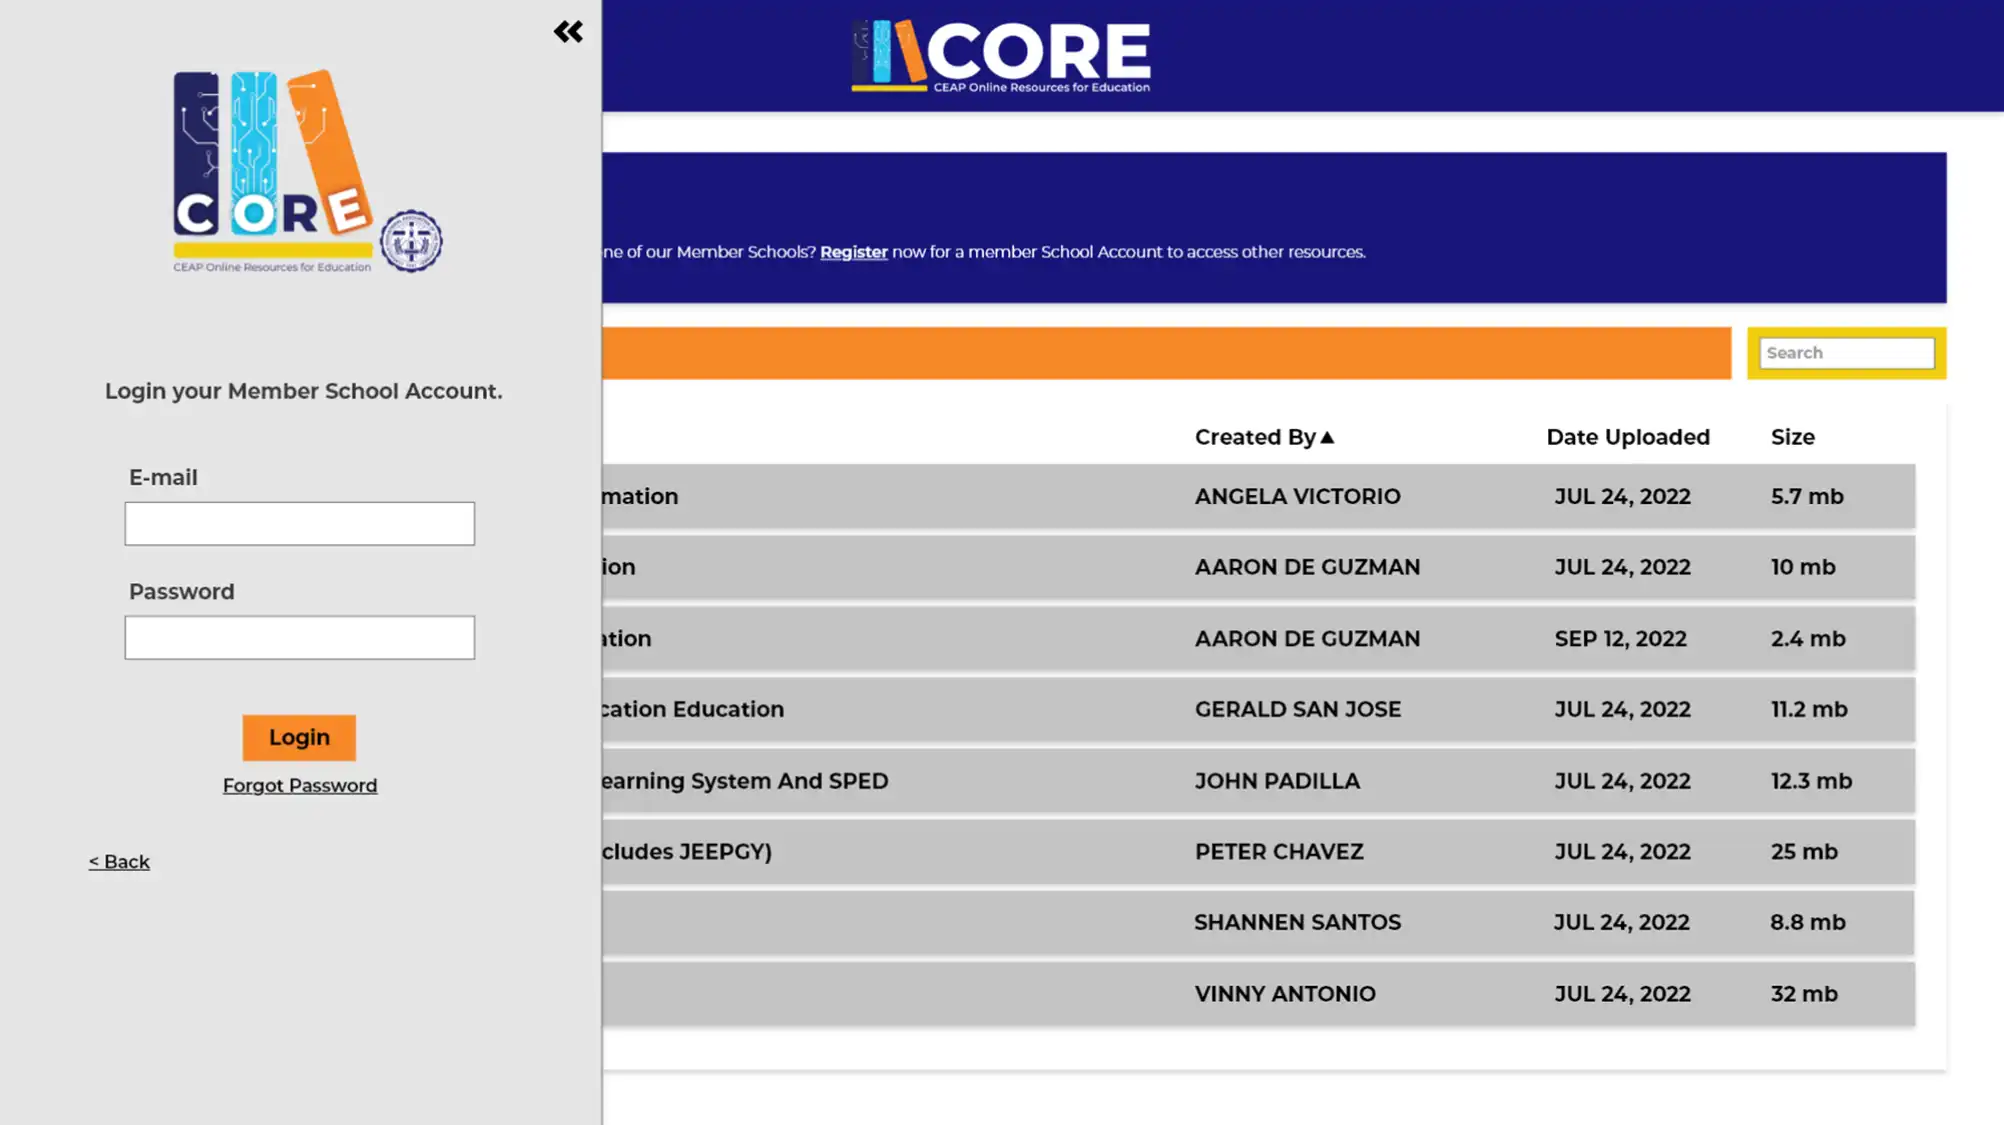 CORE
CEAP Online Resources for Education
Login your Member School Account.
E-mail
Password
Login
Forgot Password
< Back
CORE
CEAP Online Resources for Education
ne of our Member Schools? Register now for a member School Account to access other resources.
Search
Created By▲ Date Uploaded Size
mation ANGELA VICTORIO JUL 24, 2022 5.7 mb
ion AARON DE GUZMAN JUL 24, 2022 10 mb
ation AARON DE GUZMAN SEP 12, 2022 2.4 mb
cation Education GERALD SAN JOSE JUL 24, 2022 11.2 mb
earning System And SPED JOHN PADILLA JUL 24, 2022 12.3 mb
cludes JEEPGY) PETER CHAVEZ JUL 24, 2022 25 mb
SHANNEN SANTOS JUL 24, 2022 8.8 mb
VINNY ANTONIO JUL 24, 2022 32 mb